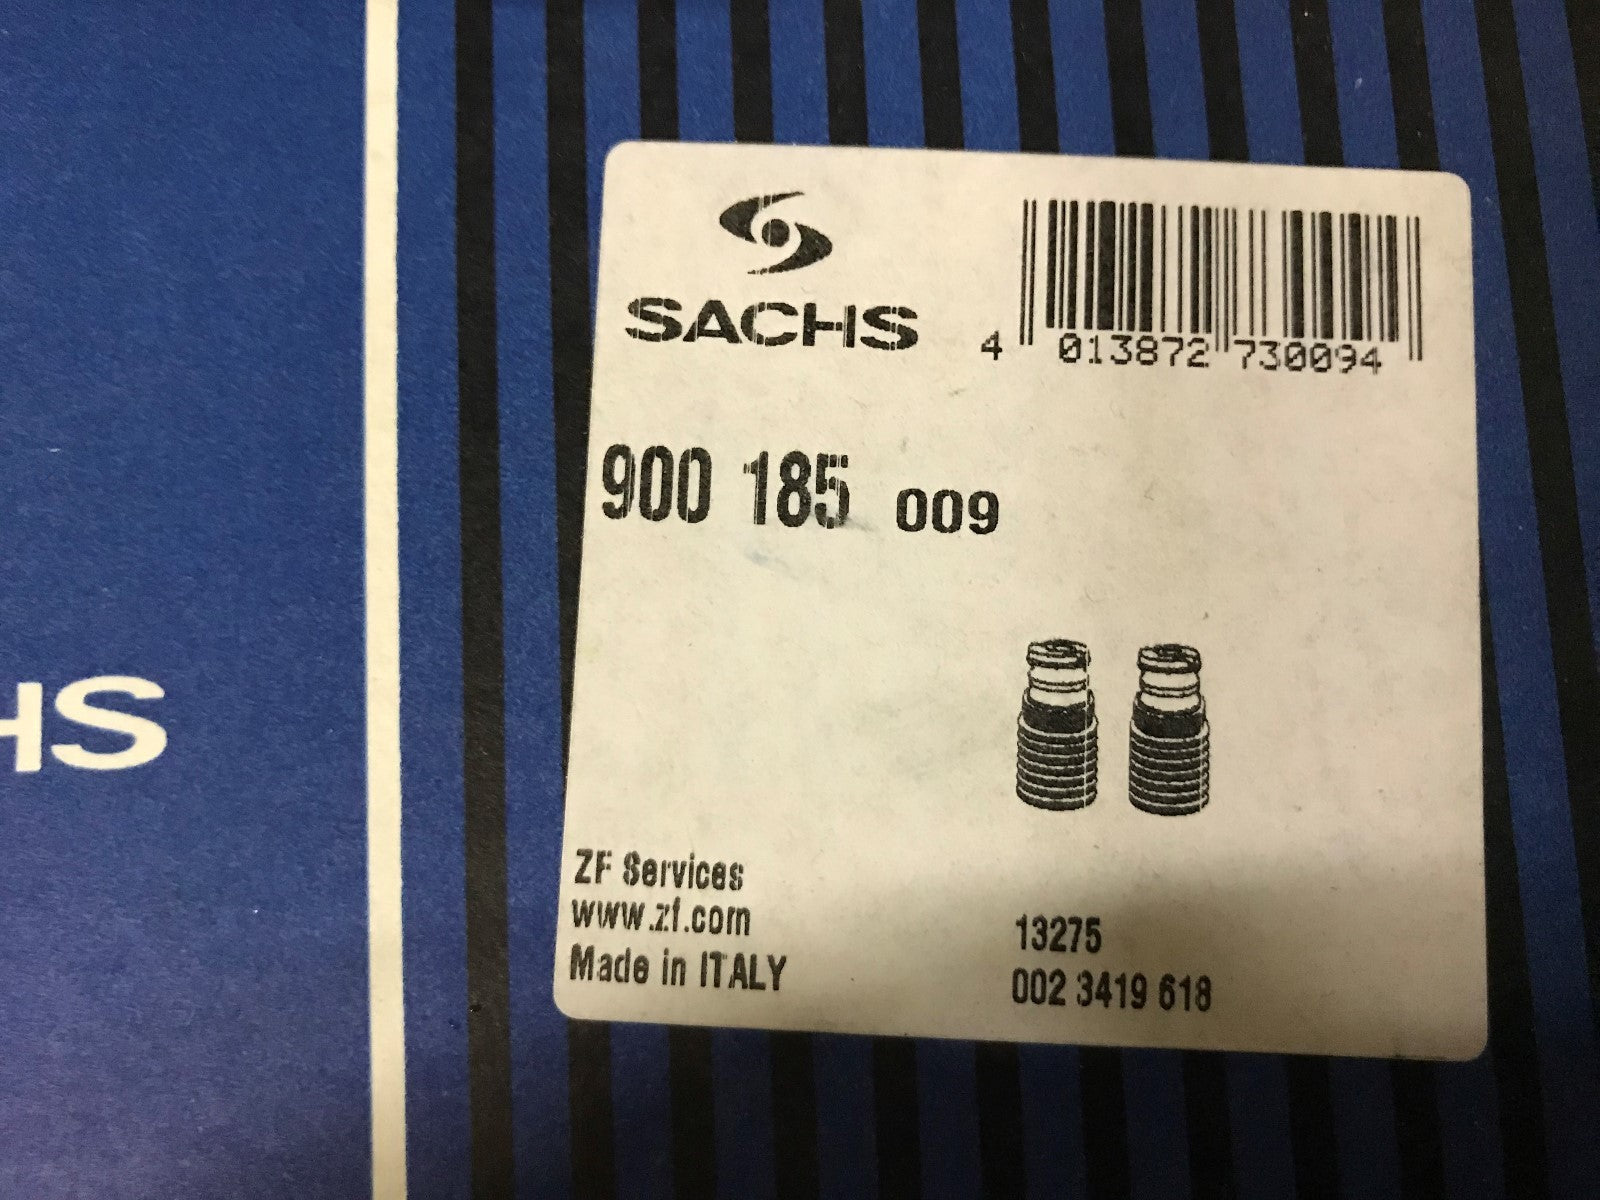 SACHS
4 013872 730094
900 185 009
HS
ZF Services
www.zf.com
Made in ITALY
13275
002 3419 618